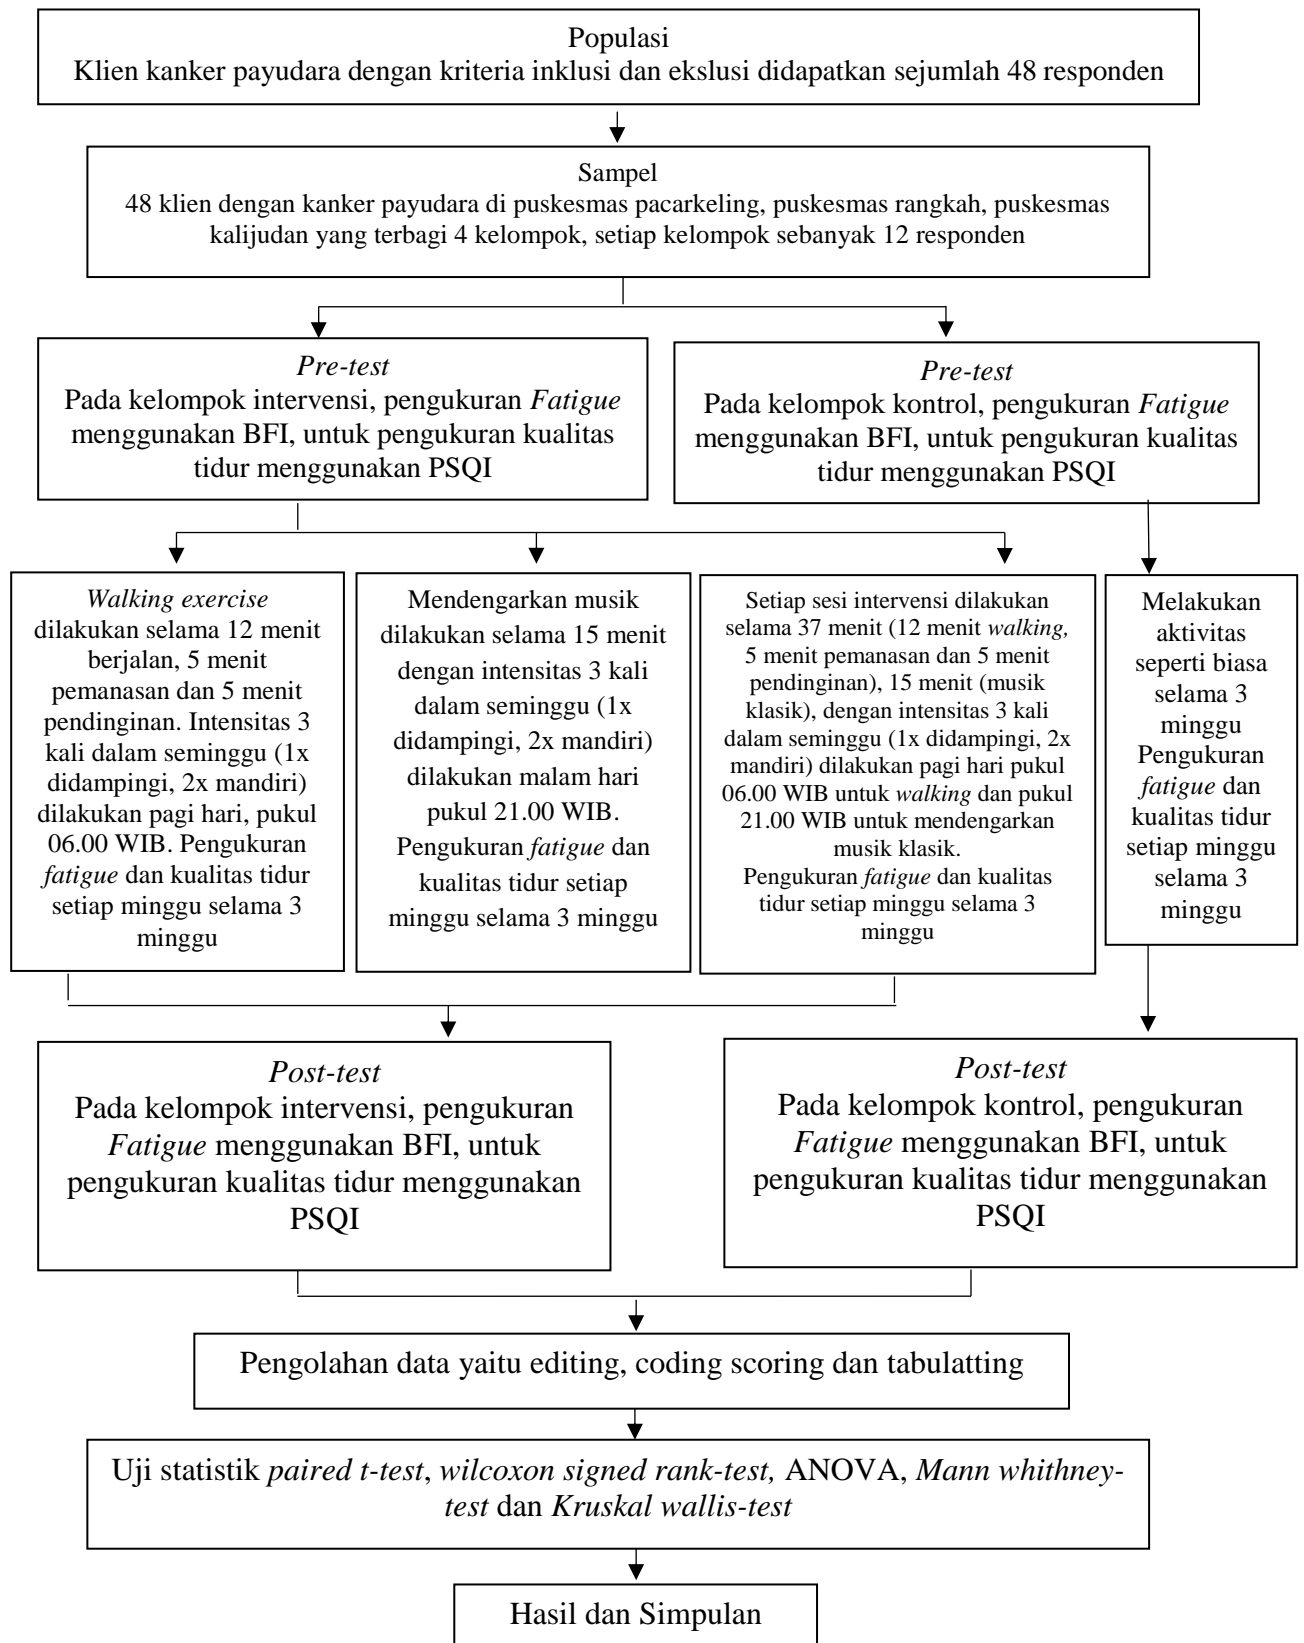 Populasi
Klien kanker payudara dengan kriteria inklusi dan ekslusi didapatkan sejumlah 48 responden
Sampel
48 klien dengan kanker payudara di puskesmas pacarkeling, puskesmas rangkah, puskesmas
kalijudan yang terbagi 4 kelompok, setiap kelompok sebanyak 12 responden
Pre-test
Pada kelompok intervensi, pengukuran Fatigue
menggunakan BFI, untuk pengukuran kualitas
tidur menggunakan PSQI
Pre-test
Pada kelompok kontrol, pengukuran Fatigue
menggunakan BFI, untuk pengukuran kualitas
tidur menggunakan PSQI
Walking exercise
dilakukan selama 12 menit
berjalan, 5 menit
pemanasan dan 5 menit
pendinginan. Intensitas 3
kali dalam seminggu (1x
didampingi, 2x mandiri)
dilakukan pagi hari, pukul
06.00 WIB. Pengukuran
fatigue dan kualitas tidur
setiap minggu selama 3
minggu
Mendengarkan musik
dilakukan selama 15 menit
dengan intensitas 3 kali
dalam seminggu (1x
didampingi, 2x mandiri)
dilakukan malam hari
pukul 21.00 WIB.
Pengukuran fatigue dan
kualitas tidur setiap
minggu selama 3 minggu
Setiap sesi intervensi dilakukan
selama 37 menit (12 menit walking,
5 menit pemanasan dan 5 menit
pendinginan), 15 menit (musik
klasik), dengan intensitas 3 kali
dalam seminggu (1x didampingi, 2x
mandiri) dilakukan pagi hari pukul
06.00 WIB untuk walking dan pukul
21.00 WIB untuk mendengarkan
musik klasik.
Pengukuran fatigue dan kualitas
tidur setiap minggu selama 3
minggu
Melakukan
aktivitas
seperti biasa
selama 3
minggu
Pengukuran
fatigue dan
kualitas tidur
setiap minggu
selama 3
minggu
Post-test
Pada kelompok intervensi, pengukuran
Fatigue menggunakan BFI, untuk
pengukuran kualitas tidur menggunakan
PSQI
Post-test
Pada kelompok kontrol, pengukuran
Fatigue menggunakan BFI, untuk
pengukuran kualitas tidur menggunakan
PSQI
Pengolahan data yaitu editing, coding scoring dan tabulatting
Uji statistik paired t-test, wilcoxon signed rank-test, ANOVA, Mann whithney-
test dan Kruskal wallis-test
Hasil dan Simpulan